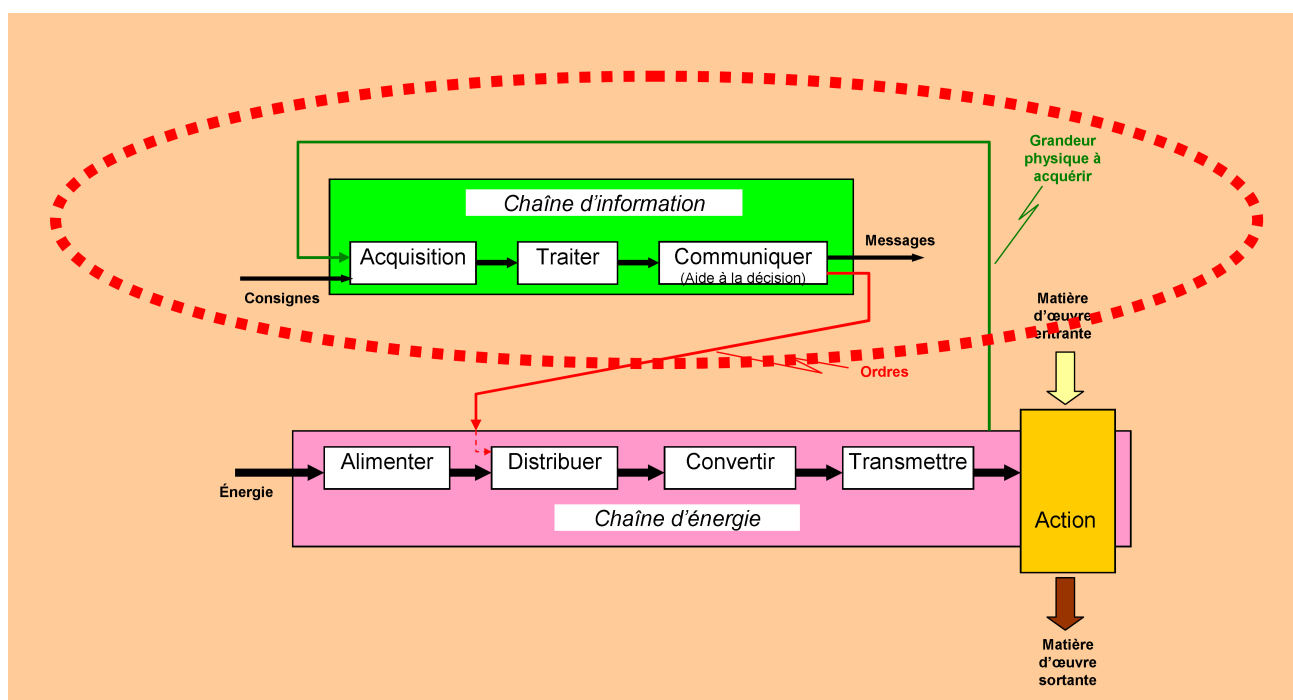 Grandeur
physique à
acquérir
Chaîne d’information
Acquisition
Traiter
Communiquer
(Aide à la décision)
Messages
Consignes
Matière
d’œuvre
entrante
Ordres
Alimenter
Distribuer
Convertir
Transmettre
Énergie
Chaîne d’énergie
Action
Matière
d’œuvre
sortante